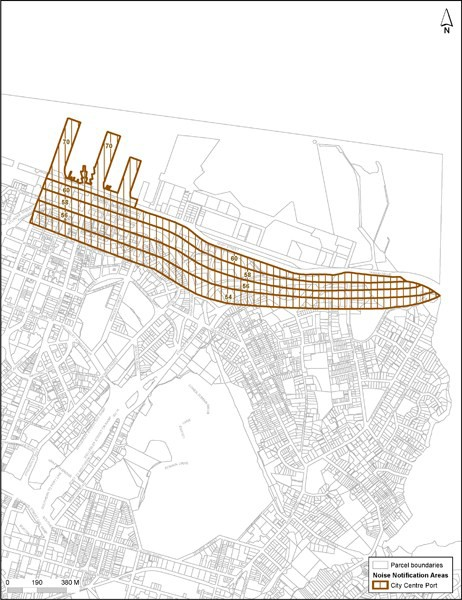 N
70
70
60
58
56
60
58
56
54
0 190 380 M
Parcel boundaries
Noise Notification Areas
City Centre Port